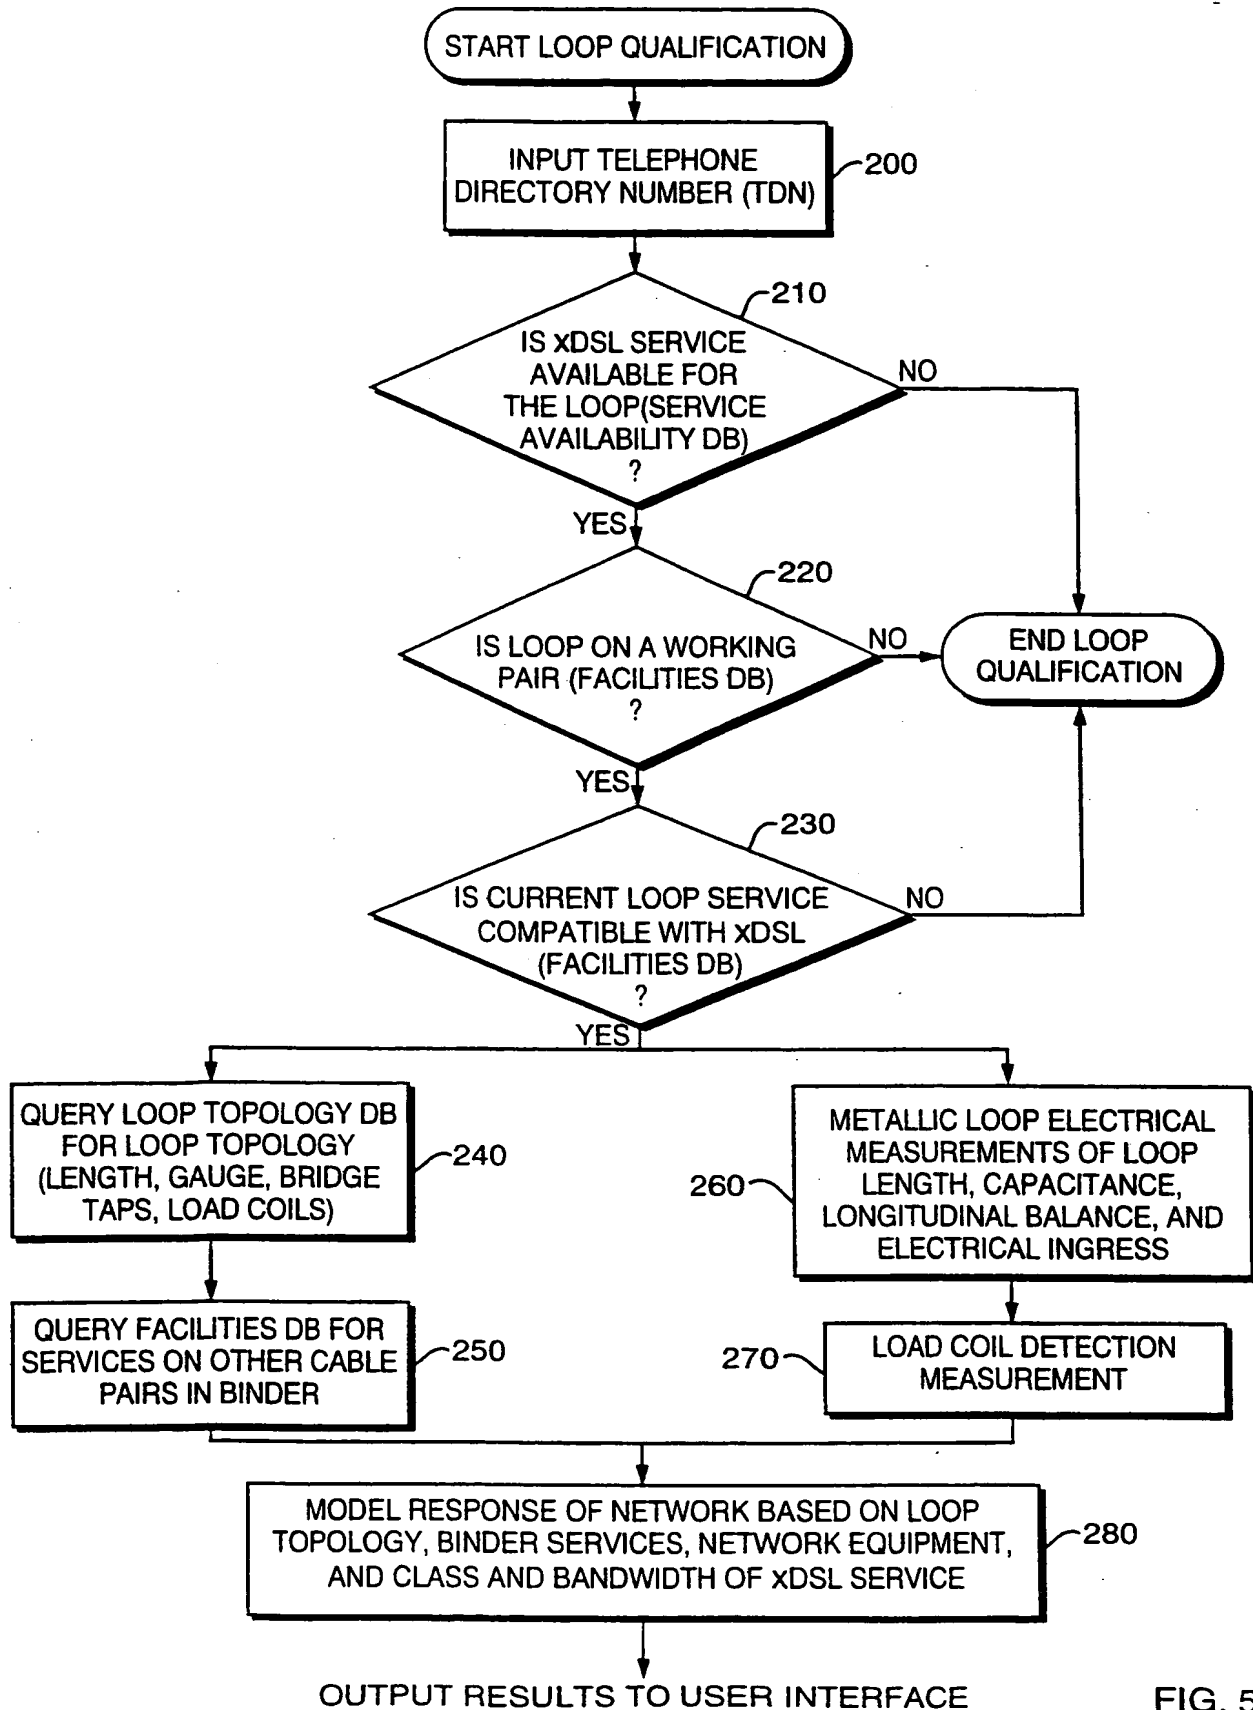 START LOOP QUALIFICATION
INPUT TELEPHONE
DIRECTORY NUMBER (TDN)
200
210
IS xDSL SERVICE
AVAILABLE FOR
THE LOOP(SERVICE
AVAILABILITY DB)
?
NO
YES
220
IS LOOP ON A WORKING
PAIR (FACILITIES DB)
?
NO
END LOOP
QUALIFICATION
YES
230
IS CURRENT LOOP SERVICE
COMPATIBLE WITH xDSL
(FACILITIES DB)
?
NO
YES
QUERY LOOP TOPOLOGY DB
FOR LOOP TOPOLOGY
(LENGTH, GAUGE, BRIDGE
TAPS, LOAD COILS)
240
QUERY FACILITIES DB FOR
SERVICES ON OTHER CABLE
PAIRS IN BINDER
250
METALLIC LOOP ELECTRICAL
MEASUREMENTS OF LOOP
LENGTH, CAPACITANCE,
LONGITUDINAL BALANCE, AND
ELECTRICAL INGRESS
260
LOAD COIL DETECTION
MEASUREMENT
270
MODEL RESPONSE OF NETWORK BASED ON LOOP
TOPOLOGY, BINDER SERVICES, NETWORK EQUIPMENT,
AND CLASS AND BANDWIDTH OF xDSL SERVICE
280
OUTPUT RESULTS TO USER INTERFACE
FIG. 5